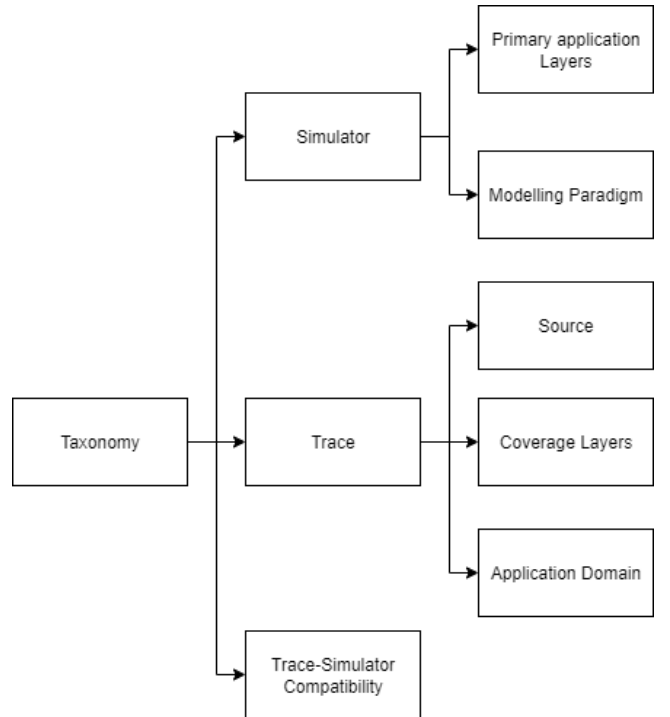 Primary application
Layers
Simulator
Modelling Paradigm
Source
Taxonomy
Trace
Coverage Layers
Application Domain
Trace-Simulator
Compatibility